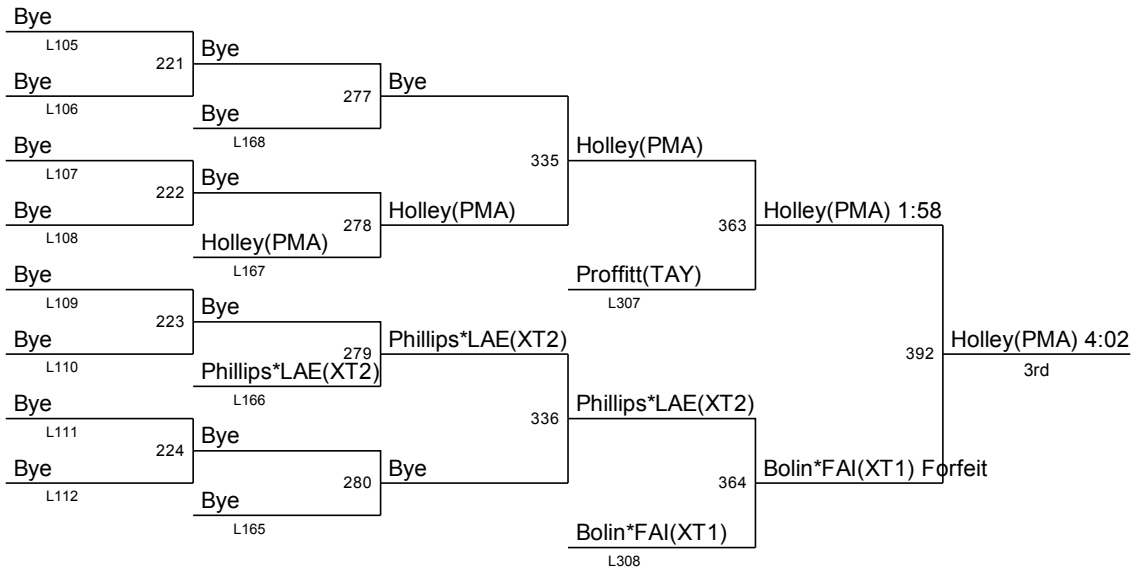 Bye
L105
221
Bye
Bye
L106
277
Bye
Bye
L168
Bye
L107
335
Holley(PMA)
222
Bye
Bye
L108
278
Holley(PMA)
363
Holley(PMA) 1:58
Holley(PMA)
L167
Bye
L109
Proffitt(TAY)
L307
223
Bye
Bye
L110
279
Phillips*LAE(XT2)
392
Holley(PMA) 4:02
3rd
Phillips*LAE(XT2)
L166
Bye
L111
336
Phillips*LAE(XT2)
224
Bye
Bye
L112
280
Bye
364
Bolin*FAI(XT1) Forfeit
Bye
L165
Bolin*FAI(XT1)
L308